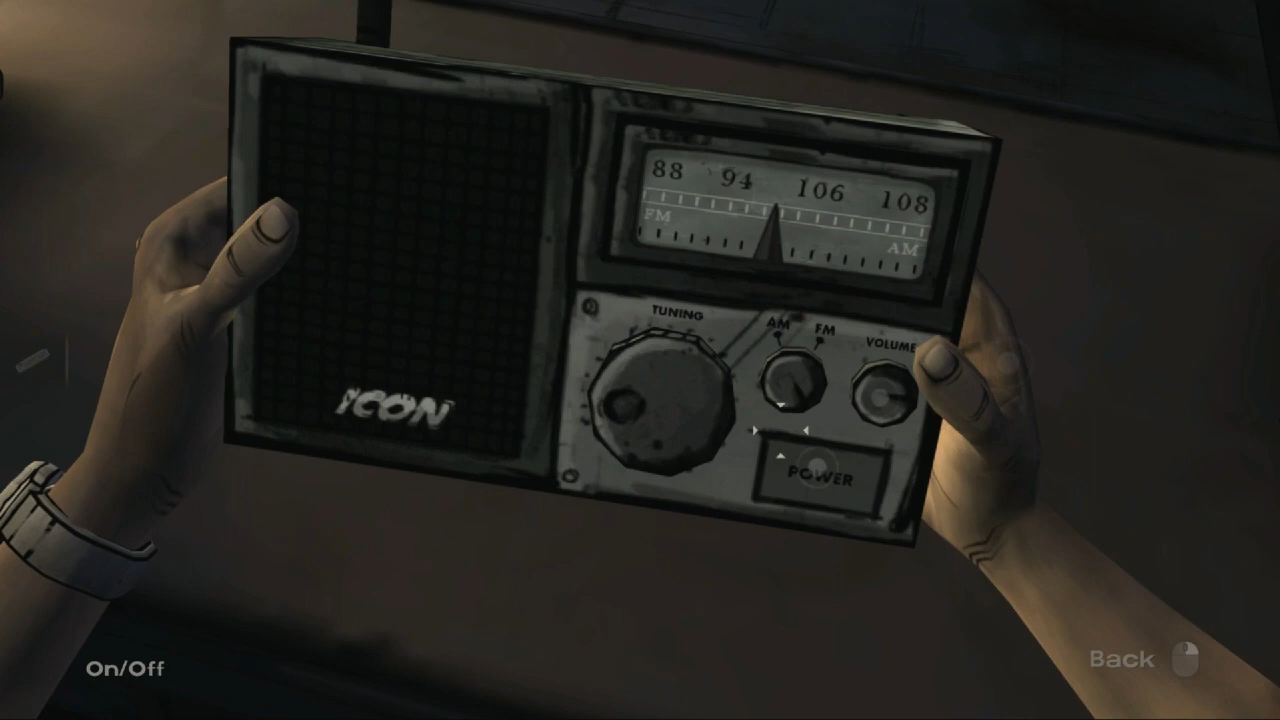 88 94 106 108
FM
AM
TUNING
AM FM
VOLUME
ICON
POWER
On/Off
Back